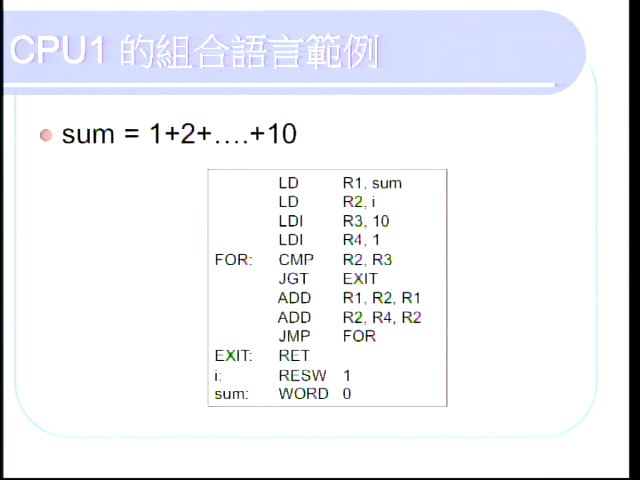 CPU1 的組合語言範例
sum = 1+2+….+10
LD R1, sum
LD R2, i
LDI R3, 10
LDI R4, 1
FOR: CMP R2, R3
JGT EXIT
ADD R1, R2, R1
ADD R2, R4, R2
JMP FOR
EXIT: RET
i: RESW 1
sum: WORD 0